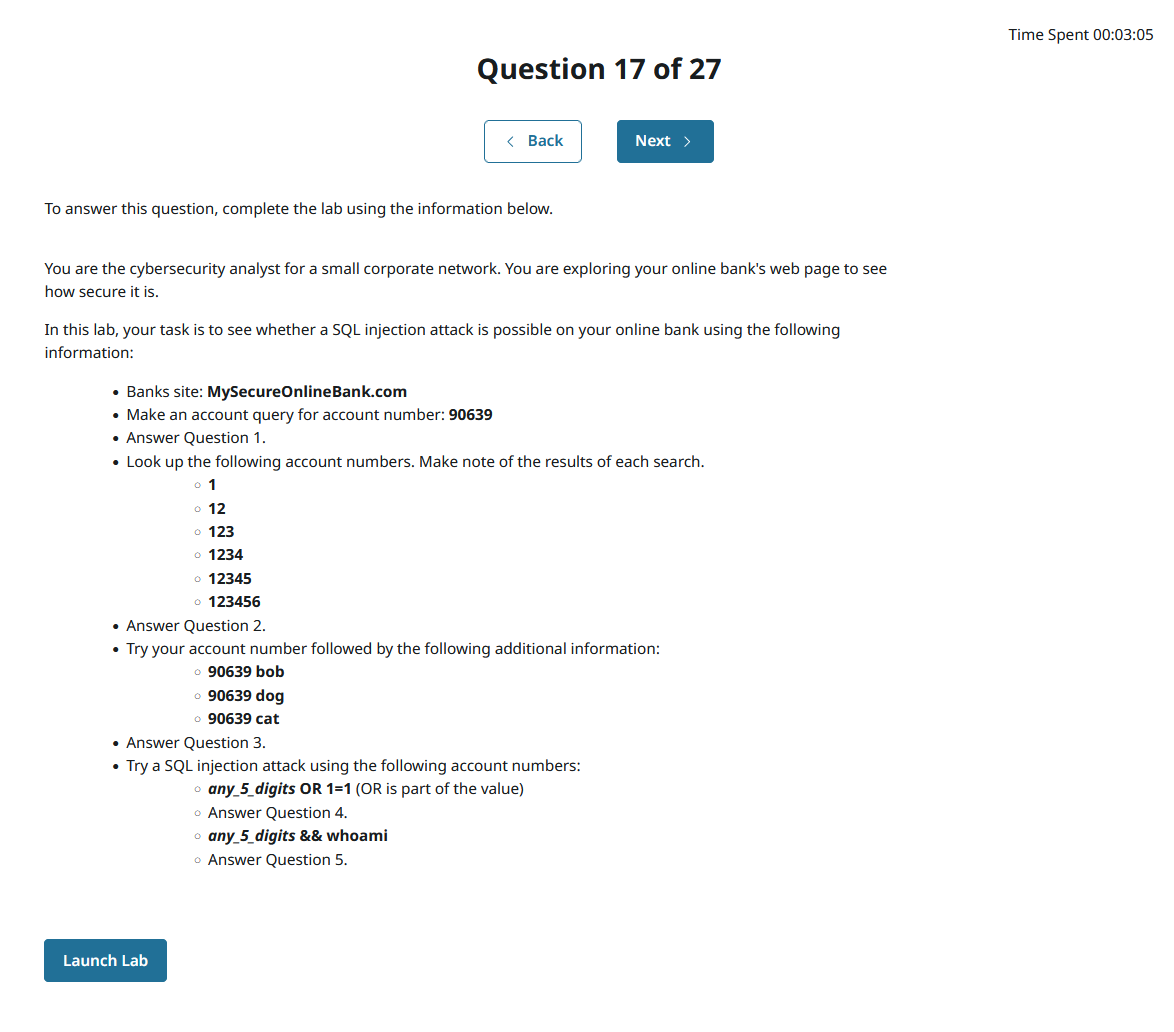 Time Spent 00:03:05
Question 17 of 27
Back
Next
To answer this question, complete the lab using the information below.
You are the cybersecurity analyst for a small corporate network. You are exploring your online bank's web page to see
how secure it is.
In this lab, your task is to see whether a SQL injection attack is possible on your online bank using the following
information:
• Banks site: MySecureOnlineBank.com
• Make an account query for account number: 90639
• Answer Question 1.
• Look up the following account numbers. Make note of the results of each search.
○ 1
○ 12
○ 123
○ 1234
○ 12345
○ 123456
• Answer Question 2.
• Try your account number followed by the following additional information:
○ 90639 bob
○ 90639 dog
○ 90639 cat
• Answer Question 3.
• Try a SQL injection attack using the following account numbers:
○ any_5_digits OR 1=1 (OR is part of the value)
○ Answer Question 4.
○ any_5_digits && whoami
○ Answer Question 5.
Launch Lab